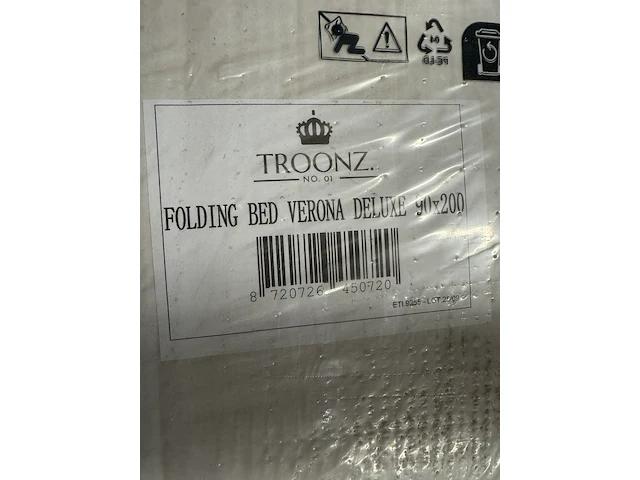 TROONZ.
NO. 01
FOLDING BED VERONA DELUXE 90x200
8 720726 450720